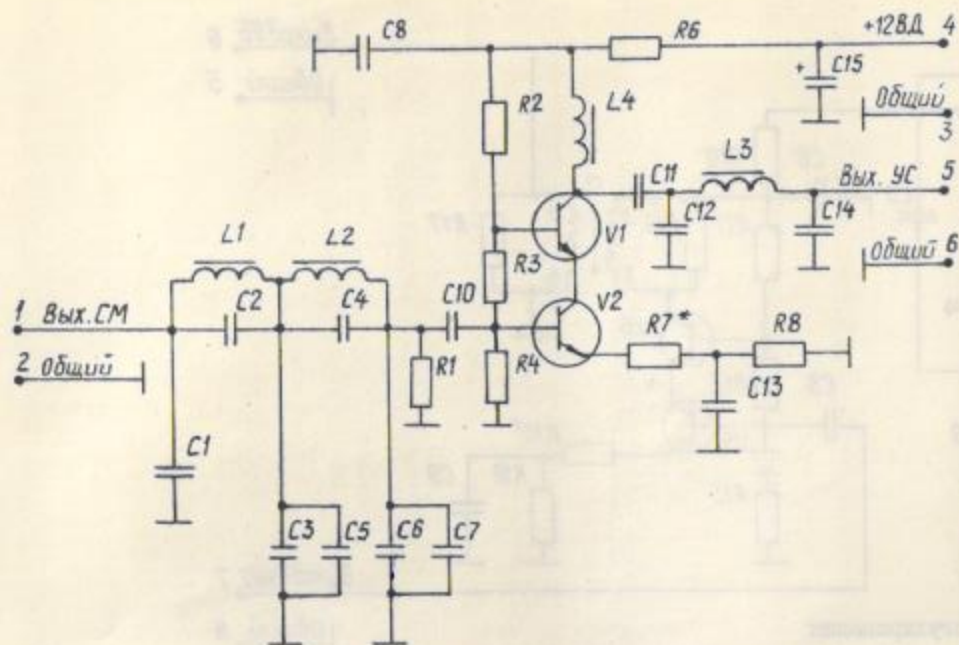 C8
R6
+12В.Д 4
C15
+
R2
L4
Общий
3
L3
C11
Вых. УС 5
C12
C14
V1
L1
L2
R3
Общий 6
C2
C4
C10
V2
1 Вых. СМ
R7*
R8
2 Общий
R1
R4
C13
C1
C3
C5
C6
C7